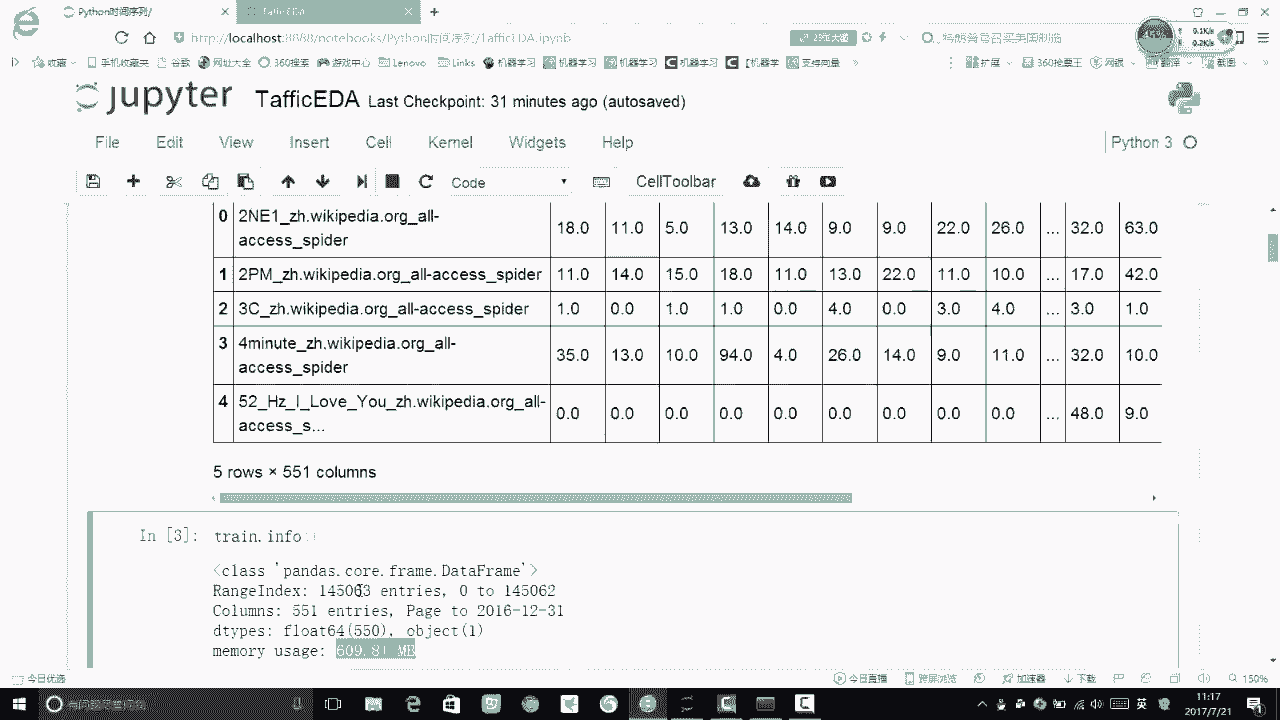 Python时间序列/
TafficEDA
http://localhost:8888/notebooks/Python时间序列/TafficEDA.ipynb
收藏 手机收藏夹 谷歌 网址大全 360搜索 游戏中心 Lenovo Links 机器学习 机器学习 机器学习 机器学习 【机器学 支持向量 » 扩展 网银 翻译 截图
jupyter TafficEDA Last Checkpoint: 31 minutes ago (autosaved)
File Edit View Insert Cell Kernel Widgets Help Python 3
Code CellToolbar
0 2NE1_zh.wikipedia.org_all-access_spider 18.0 11.0 5.0 13.0 14.0 9.0 9.0 22.0 26.0 ... 32.0 63.0
1 2PM_zh.wikipedia.org_all-access_spider 11.0 14.0 15.0 18.0 11.0 13.0 22.0 11.0 10.0 ... 17.0 42.0
2 3C_zh.wikipedia.org_all-access_spider 1.0 0.0 1.0 1.0 0.0 4.0 0.0 3.0 4.0 ... 3.0 1.0
3 4minute_zh.wikipedia.org_all-access_spider 35.0 13.0 10.0 94.0 4.0 26.0 14.0 9.0 11.0 ... 32.0 10.0
4 52_Hz_I_Love_You_zh.wikipedia.org_all-access_s... 0.0 0.0 0.0 0.0 0.0 0.0 0.0 0.0 0.0 ... 48.0 9.0
5 rows × 551 columns
In [3]: train.info
<class 'pandas.core.frame.DataFrame'>
RangeIndex: 145063 entries, 0 to 145062
Columns: 551 entries, Page to 2016-12-31
dtypes: float64(550), object(1)
memory usage: 609.8+ MB
今日优选 今日直播 跨屏浏览 加速器 下载 150%
英 11:17
2017/7/21